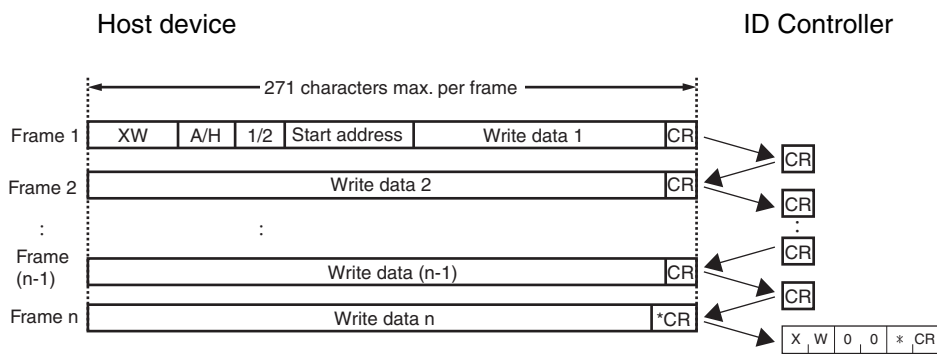 Host device ID Controller
271 characters max. per frame
Frame 1 XW A/H 1/2 Start address Write data 1 CR
CR
Frame 2 Write data 2 CR
CR
: : :
CR
Frame
(n-1) Write data (n-1) CR
CR
Frame n Write data n *CR
X W 0 0 * CR